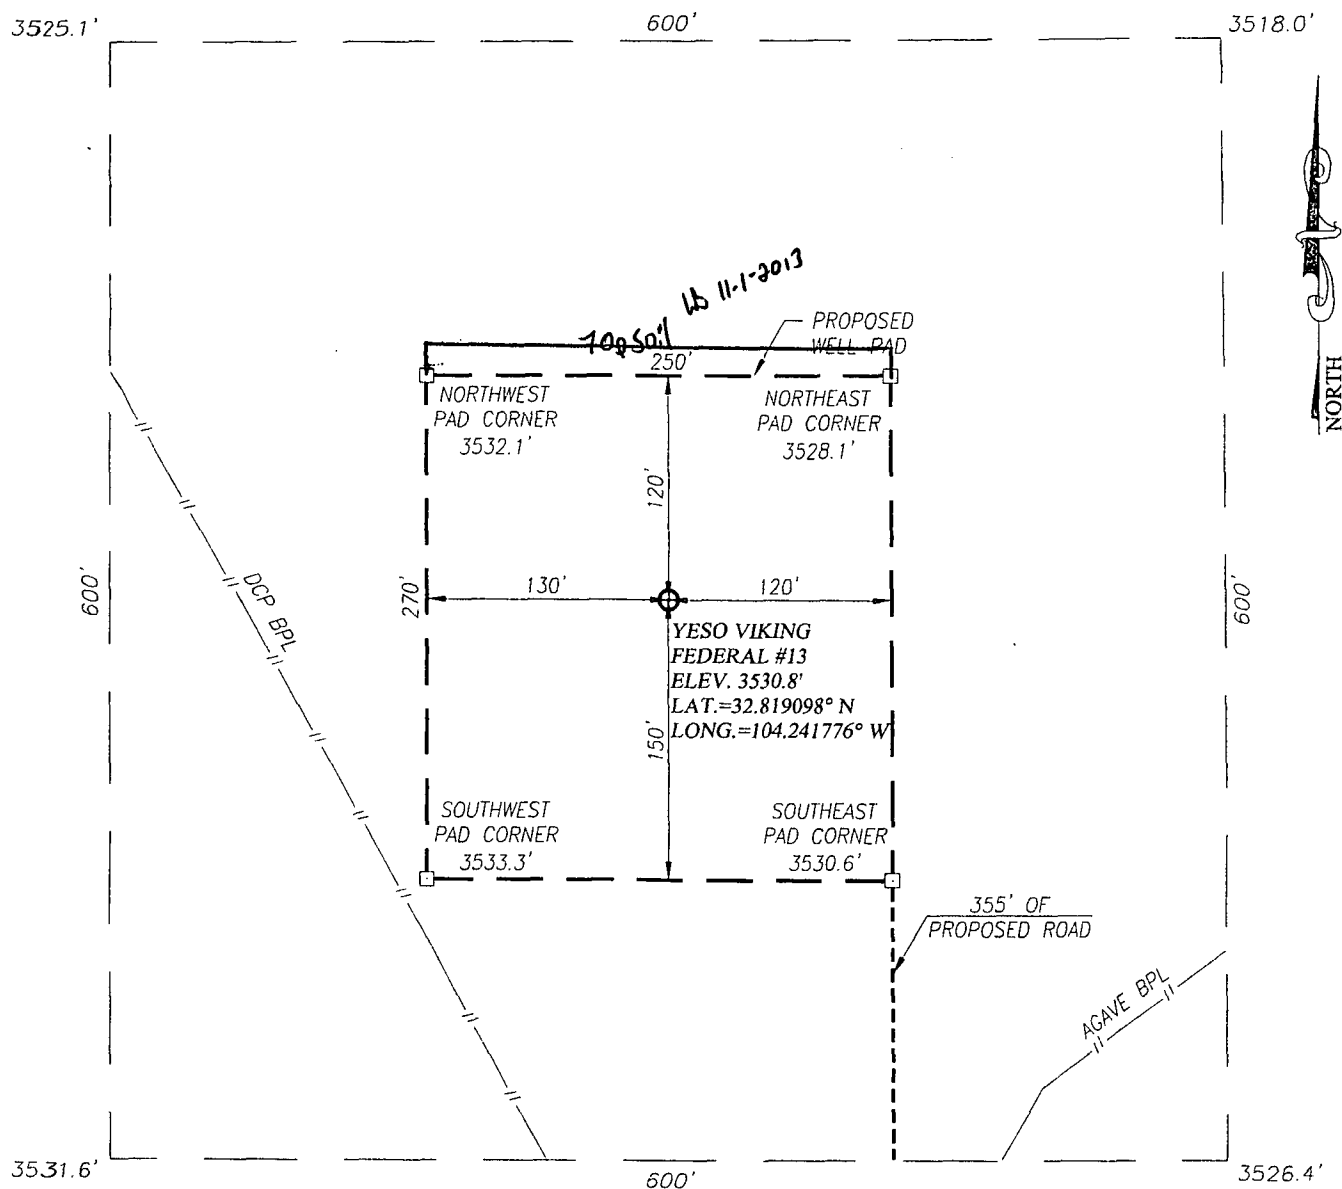 3525.1'
600'
3518.0'
LB 11-1-2013
Topsoil
PROPOSED
WELL PAD
250'
NORTHWEST
PAD CORNER
3532.1'
NORTHEAST
PAD CORNER
3528.1'
NORTH
120'
600'
DCP BPL
270'
130'
120'
600'
YESO VIKING
FEDERAL #13
ELEV. 3530.8'
LAT.=32.819098° N
LONG.=104.241776° W
150'
SOUTHWEST
PAD CORNER
3533.3'
SOUTHEAST
PAD CORNER
3530.6'
355' OF
PROPOSED ROAD
AGAVE BPL
3531.6'
600'
3526.4'